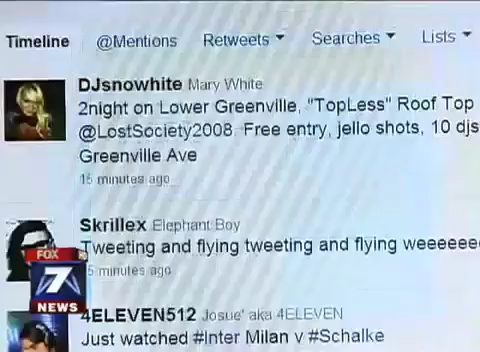 Timeline @Mentions Retweets Searches Lists
DJsnowhite Mary White
2night on Lower Greenville, "TopLess" Roof Top
@LostSociety2008. Free entry, jello shots, 10 djs
Greenville Ave
15 minutes ago
Skrillex Elephant Boy
Tweeting and flying tweeting and flying weeeeeee
5 minutes ago
FOX
7
NEWS
4ELEVEN512 Josue' aka 4ELEVEN
Just watched #Inter Milan v #Schalke